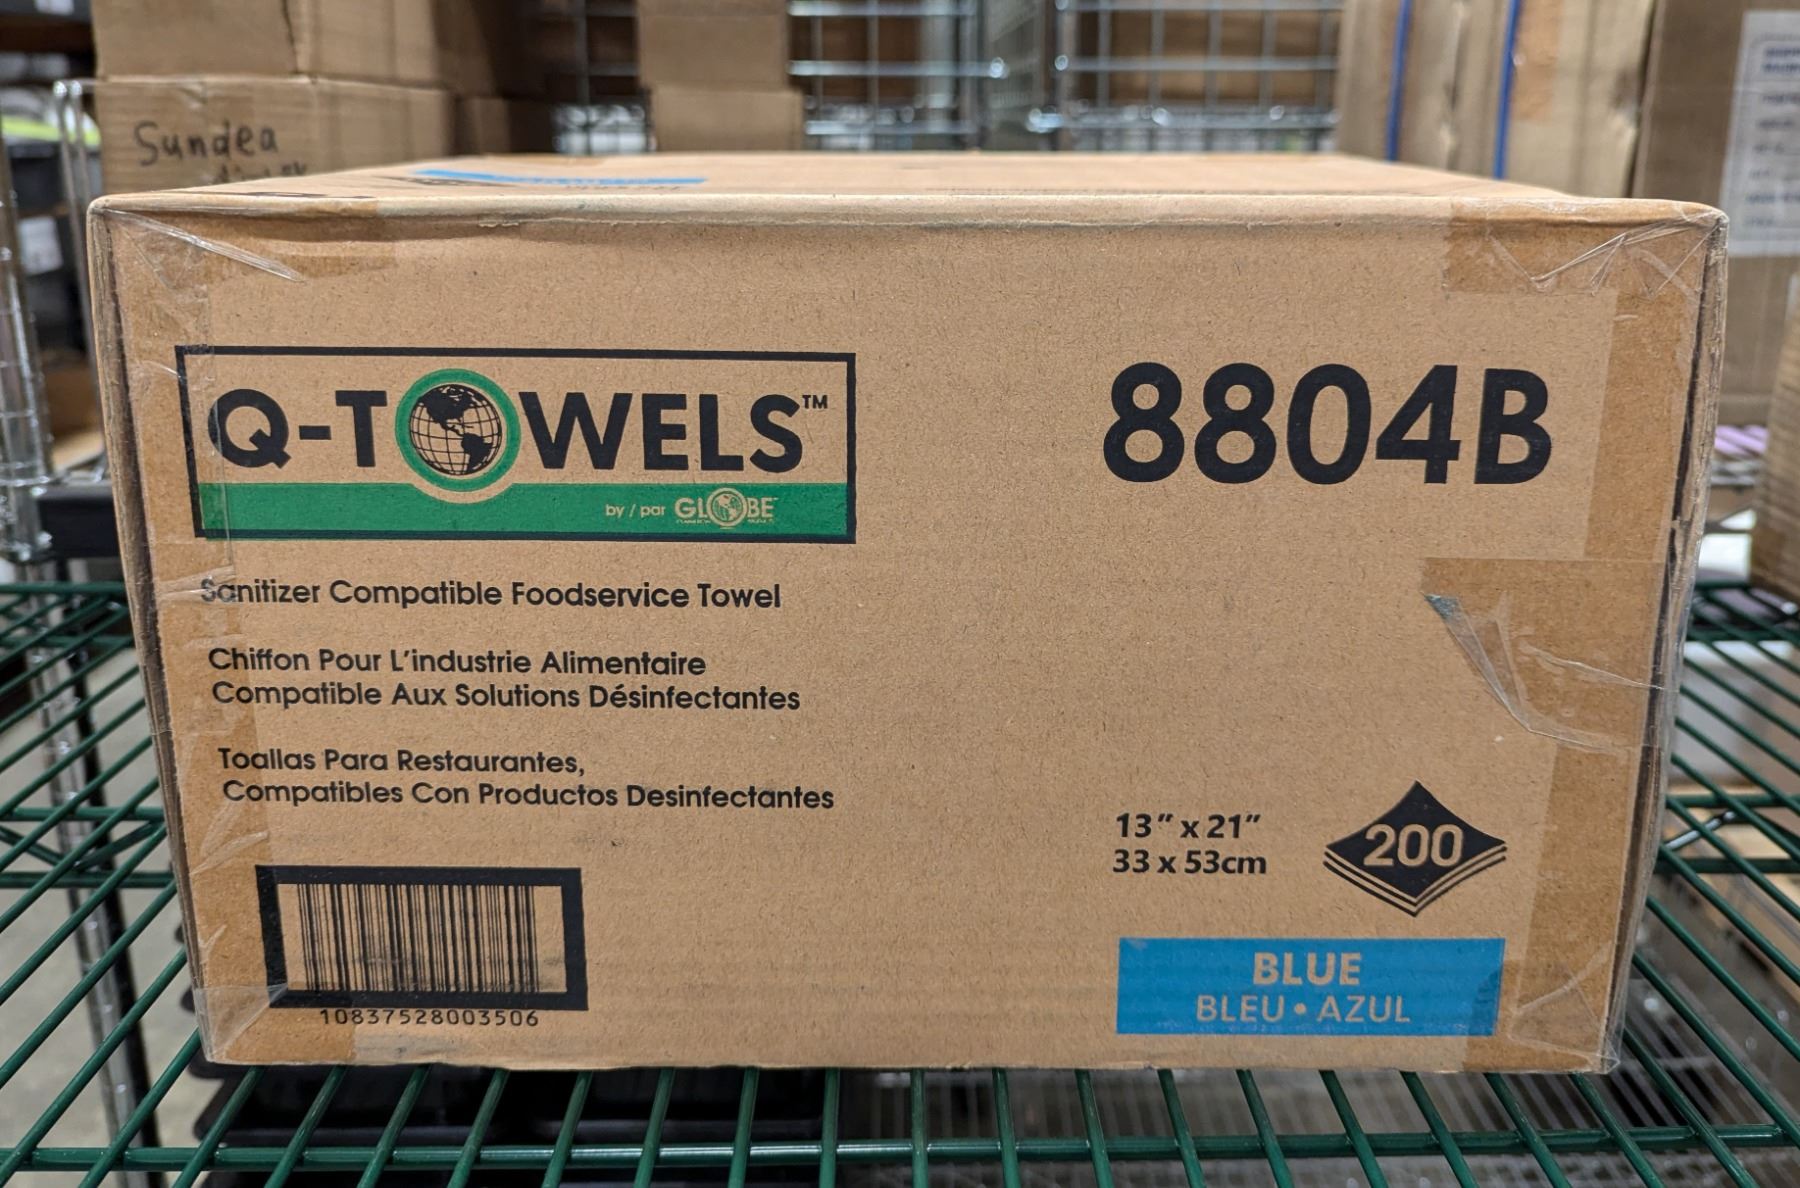 Sundea
Q-TOWELS™
by / par GLOBE
8804B
Sanitizer Compatible Foodservice Towel
Chiffon Pour L'industrie Alimentaire
Compatible Aux Solutions Désinfectantes
Toallas Para Restaurantes,
Compatibles Con Productos Desinfectantes
10837528003506
13" x 21"
33 x 53cm
200
BLUE
BLEU • AZUL